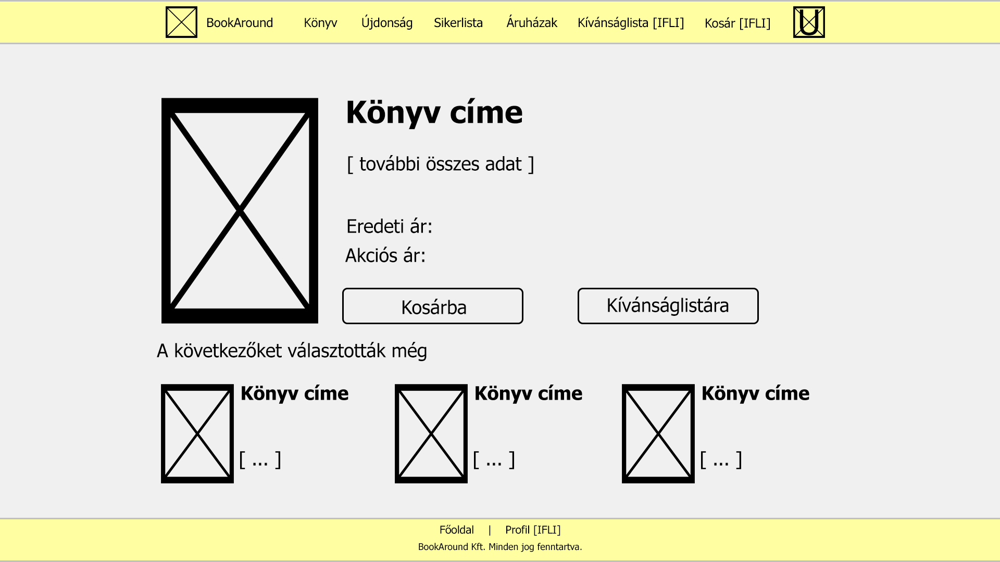 BookAround Könyv Újdonság Sikerlista Áruházak Kívánságlista [IFLI] Kosár [IFLI] U
Könyv címe
[ további összes adat ]
Eredeti ár:
Akciós ár:
Kosárba Kívánságlistára
A következőket választották még
Könyv címe Könyv címe Könyv címe
[ ... ] [ ... ] [ ... ]
Főoldal | Profil [IFLI]
BookAround Kft. Minden jog fenntartva.